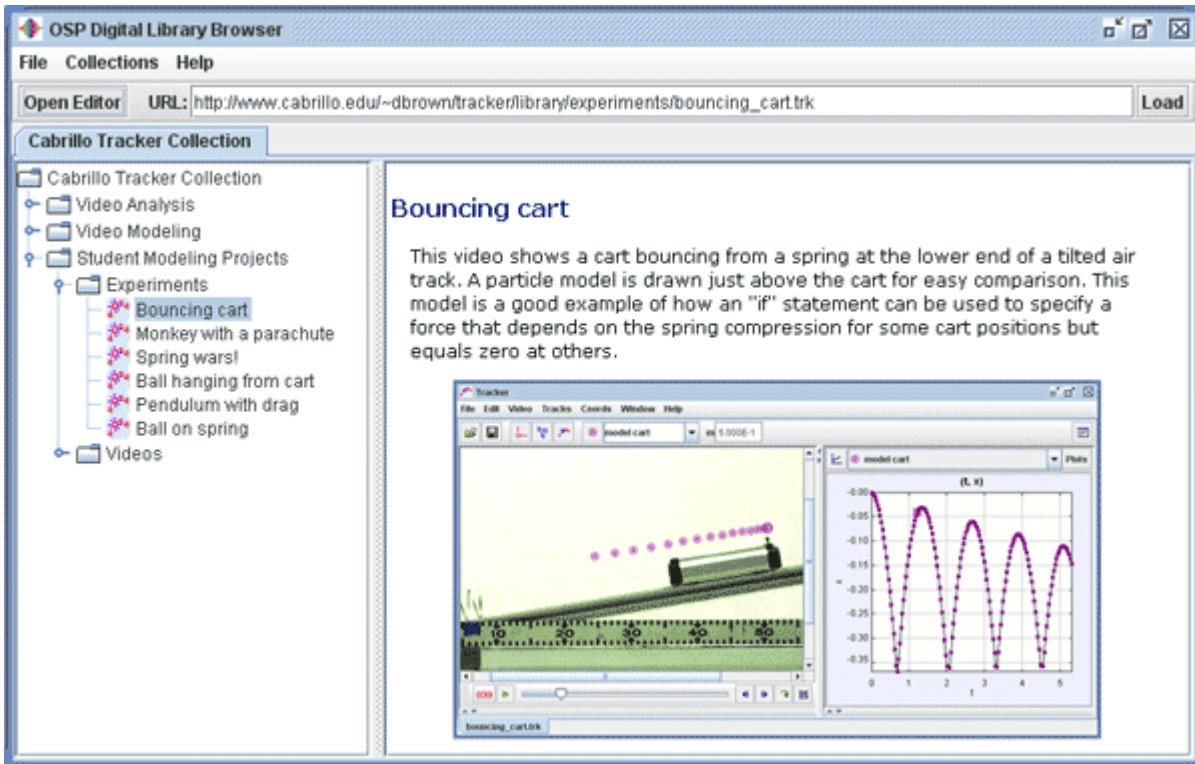 OSP Digital Library Browser
File Collections Help
Open Editor URL: http://www.cabrillo.edu/~dbrown/tracker/library/experiments/bouncing_cart.trk Load
Cabrillo Tracker Collection
Cabrillo Tracker Collection
Video Analysis
Video Modeling
Student Modeling Projects
Experiments
Bouncing cart
Monkey with a parachute
Spring wars!
Ball hanging from cart
Pendulum with drag
Ball on spring
Videos
Bouncing cart
This video shows a cart bouncing from a spring at the lower end of a tilted air
track. A particle model is drawn just above the cart for easy comparison. This
model is a good example of how an "if" statement can be used to specify a
force that depends on the spring compression for some cart positions but
equals zero at others.
Tracker
File Edit Video Tracks Coords Window Help
model cart m 5.000E-1
model cart Plots
(t, x)
-0.00
-0.05
-0.10
-0.15
-0.20
-0.25
-0.30
-0.35
x
0 1 2 3 4 5
t
10 20 30 40 50
bouncing_cart.trk